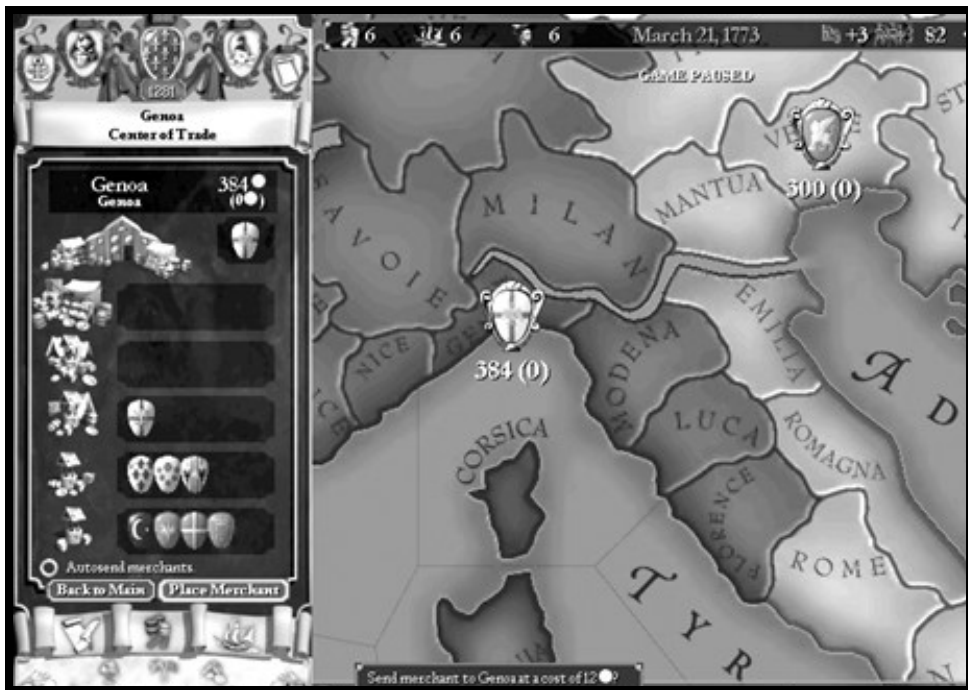 6 6 6 March 21, 1773 +3 82
GAME PAUSED
1281
Genoa
Center of Trade
Genoa 384
Genoa (0)
Autosend merchants
Back to Main Place Merchant
Send merchant to Genoa at a cost of 12 ?
MANTUA
300 (0)
MILAN
SAVOIE
NICE
384 (0)
MODENA
EMILIA
LUCA
ROMAGNA
FLORENCE
ROME
CORSICA
AD
TYR